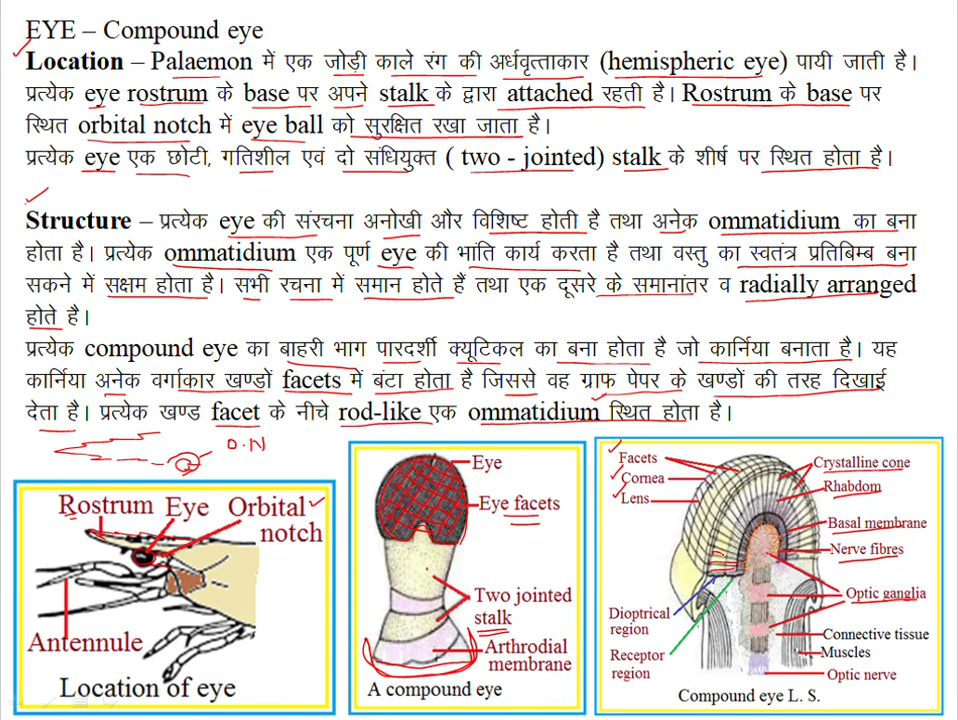 EYE – Compound eye
Location – Palaemon में एक जोड़ी काले रंग की अर्धवृत्ताकार (hemispheric eye) पायी जाती है।
प्रत्येक eye rostrum के base पर अपने stalk के द्वारा attached रहती है। Rostrum के base पर
स्थित orbital notch में eye ball को सुरक्षित रखा जाता है।
प्रत्येक eye एक छोटी, गतिशील एवं दो संधियुक्त ( two - jointed) stalk के शीर्ष पर स्थित होता है।
Structure – प्रत्येक eye की संरचना अनोखी और विशिष्ट होती है तथा अनेक ommatidium का बना
होता है। प्रत्येक ommatidium एक पूर्ण eye की भांति कार्य करता है तथा वस्तु का स्वतंत्र प्रतिबिम्ब बना
सकने में सक्षम होता है। सभी रचना में समान होते हैं तथा एक दूसरे के समानांतर व radially arranged
होते है।
प्रत्येक compound eye का बाहरी भाग पारदर्शी क्यूटिकल का बना होता है जो कार्निया बनाता है। यह
कार्निया अनेक वर्गाकार खण्डों facets में बंटा होता है जिससे वह ग्राफ पेपर के खण्डों की तरह दिखाई
देता है। प्रत्येक खण्ड facet के नीचे rod-like एक ommatidium स्थित होता है।
O.N
Rostrum Eye Orbital
notch
Antennule
Location of eye
Eye
Eye facets
Two jointed
stalk
Arthrodial
membrane
A compound eye
Facets
Cornea
Lens
Crystalline cone
Rhabdom
Basal membrane
Nerve fibres
Optic ganglia
Dioptrical
region
Receptor
region
Connective tissue
Muscles
Optic nerve
Compound eye L. S.